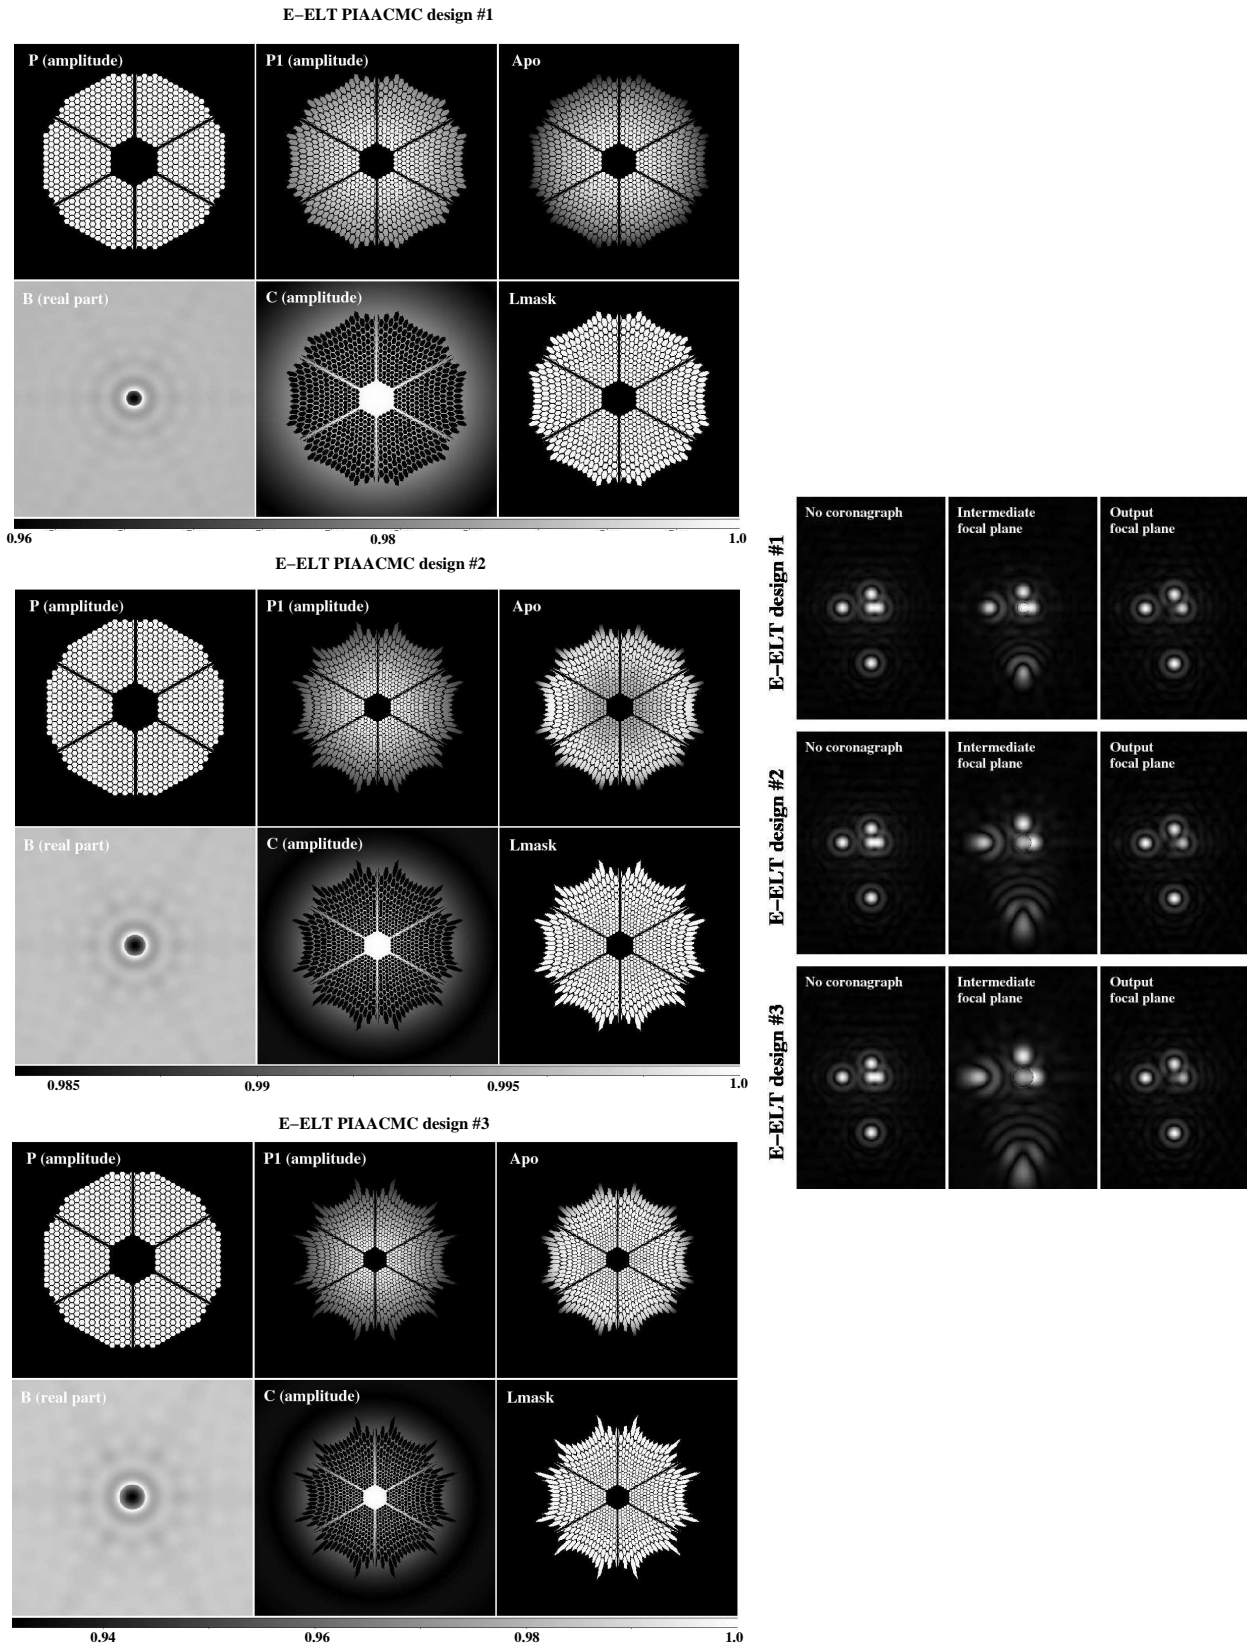 E–ELT PIAACMC design #1
P (amplitude)
P1 (amplitude)
Apo
B (real part)
C (amplitude)
Lmask
0.96
0.98
1.0
E–ELT PIAACMC design #2
P (amplitude)
P1 (amplitude)
Apo
B (real part)
C (amplitude)
Lmask
0.985
0.99
0.995
1.0
E–ELT PIAACMC design #3
P (amplitude)
P1 (amplitude)
Apo
B (real part)
C (amplitude)
Lmask
0.94
0.96
0.98
1.0
E–ELT design #1
No coronagraph
Intermediate
focal plane
Output
focal plane
E–ELT design #2
No coronagraph
Intermediate
focal plane
Output
focal plane
E–ELT design #3
No coronagraph
Intermediate
focal plane
Output
focal plane